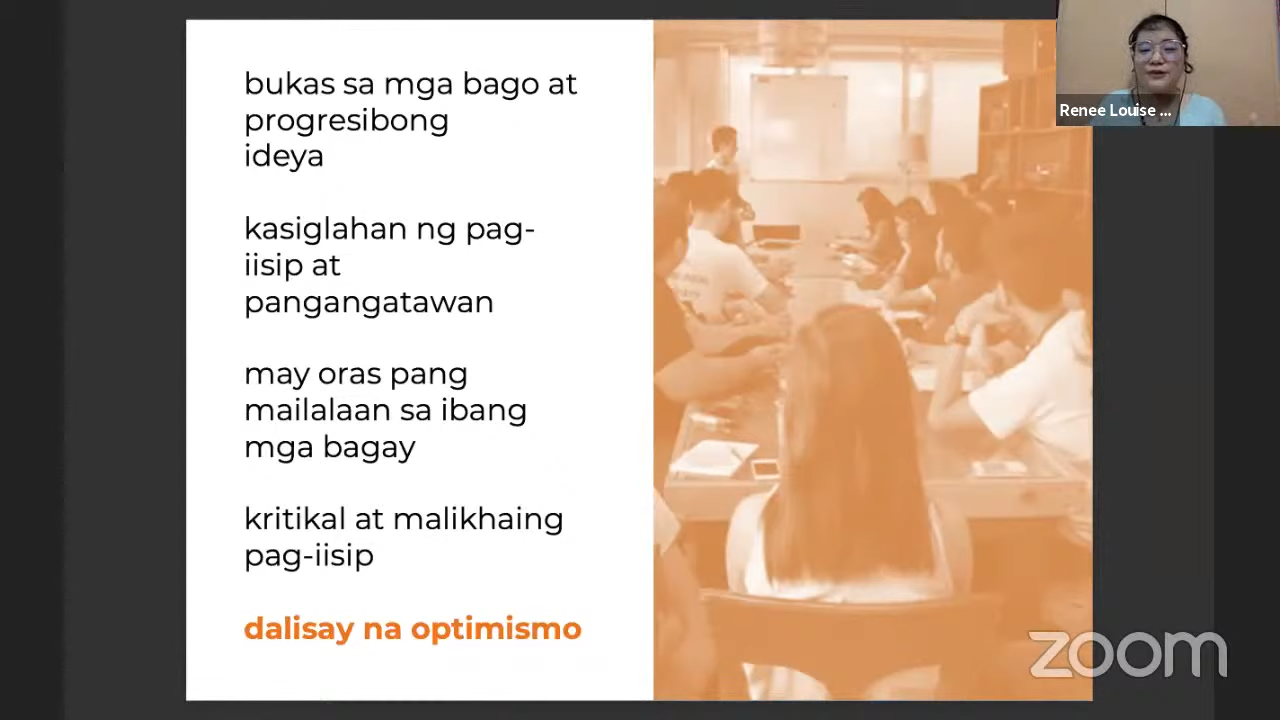 bukas sa mga bago at
progresibong
ideya
kasiglahan ng pag-
iisip at
pangangatawan
may oras pang
mailalaan sa ibang
mga bagay
kritikal at malikhaing
pag-iisip
dalisay na optimismo
Renee Louise ...
zoom